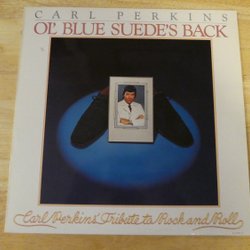 CARL PERKINS
OL' BLUE SUEDE'S BACK
Carl Perkins' Tribute to Rock and Roll